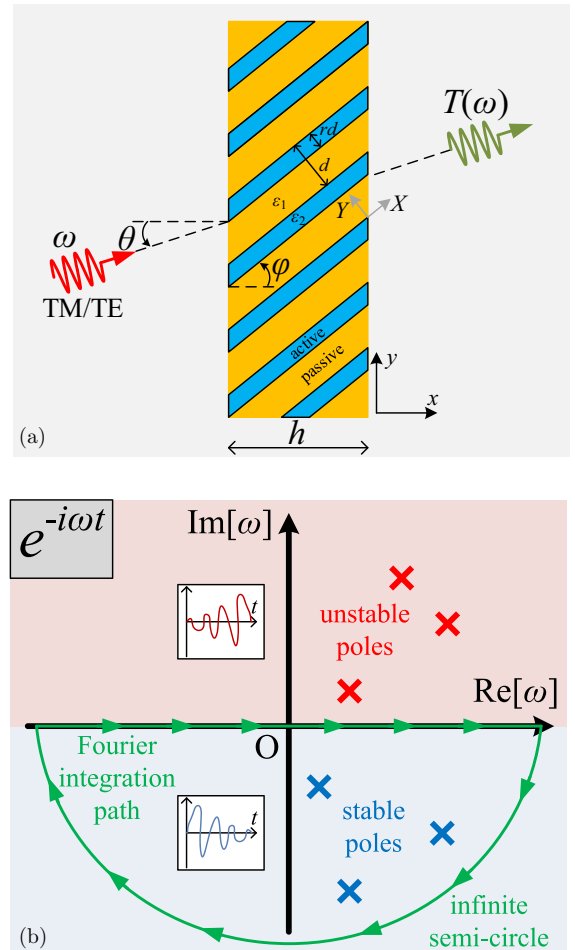 T(ω)
rd
d
ε1
ε2
Y
X
θ
ω
TM/TE
φ
active
passive
y
x
h
(a)
e^{-iωt}
Im[ω]
t
unstable
poles
Re[ω]
O
Fourier
integration
path
t
stable
poles
infinite
semi-circle
(b)